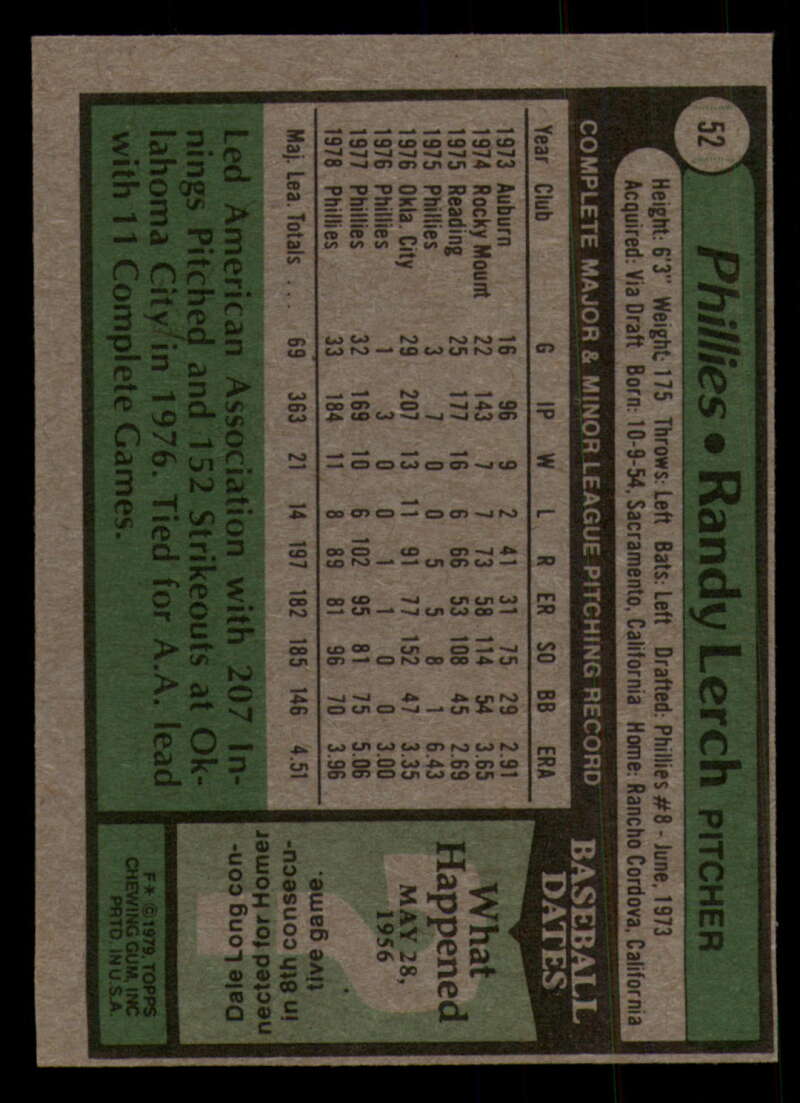 52
Phillies • Randy Lerch PITCHER
Height: 6'3" Weight: 175 Throws: Left Bats: Left Drafted: Phillies #8 - June, 1973
Acquired: Via Draft Born: 10-9-54, Sacramento, California Home: Rancho Cordova, California
COMPLETE MAJOR & MINOR LEAGUE PITCHING RECORD
Year Club G IP W L R ER SO BB ERA
1973 Auburn 16 96 9 2 41 31 75 29 2.91
1974 Rocky Mount 22 143 7 7 73 58 114 54 3.65
1975 Reading 25 177 16 6 66 53 108 45 2.69
1975 Phillies 3 7 0 0 5 5 8 1 6.43
1976 Okla. City 29 207 13 11 91 77 152 47 3.35
1976 Phillies 1 3 0 0 1 1 0 0 3.00
1977 Phillies 32 169 10 6 102 95 81 75 5.06
1978 Phillies 33 184 11 8 89 81 96 70 3.96
Maj. Lea. Totals .... 69 363 21 14 197 182 185 146 4.51
Led American Association with 207 In-
nings Pitched and 152 Strikeouts at Ok-
lahoma City in 1976. Tied for A.A. lead
with 11 Complete Games.
BASEBALL
DATES
What
Happened
MAY 28,
1956
?
Dale Long con-
nected for Homer
in 8th consecu-
tive game.
F* ©1979 TOPPS
CHEWING GUM, INC
PRTD. IN U.S.A.